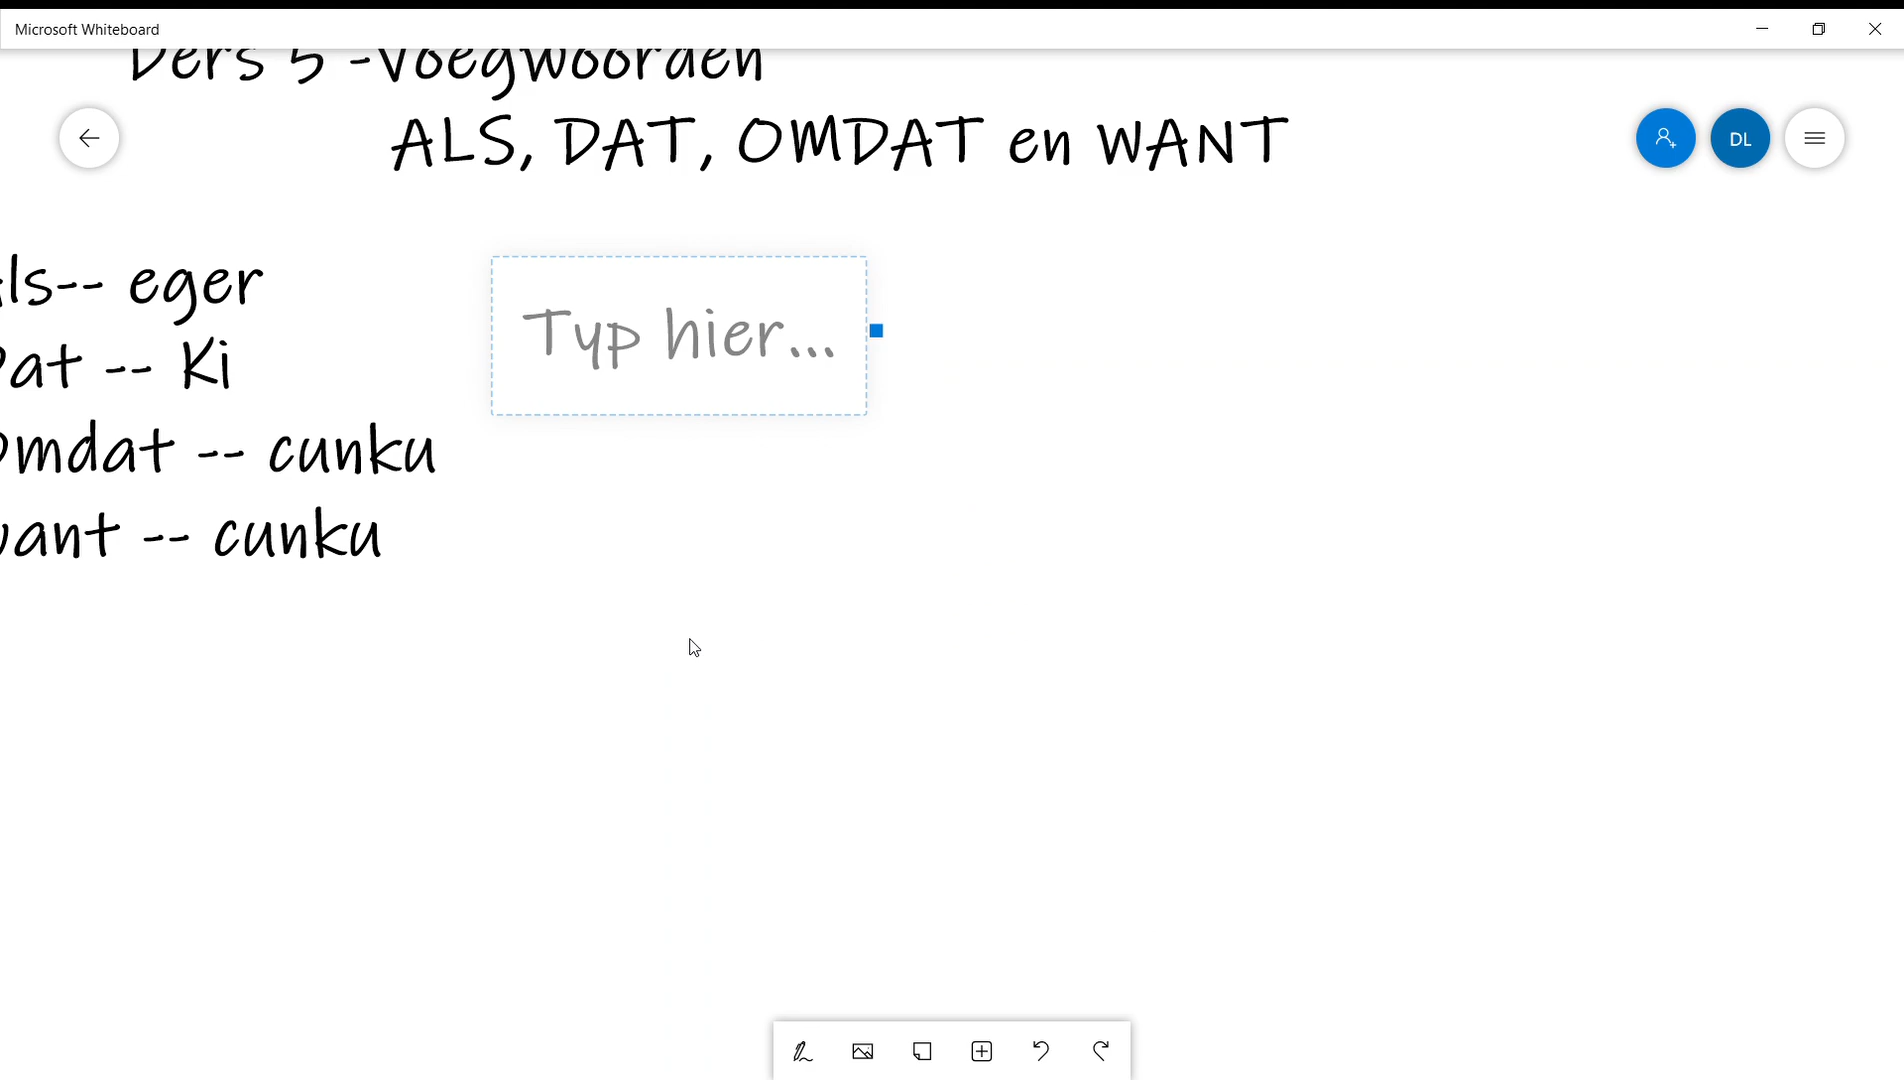 Microsoft Whiteboard
Ders 5 -Voegwoorden
ALS, DAT, OMDAT en WANT
DL
ls-- eger
Typ hier...
at -- Ki
mdat -- cunku
ant -- cunku